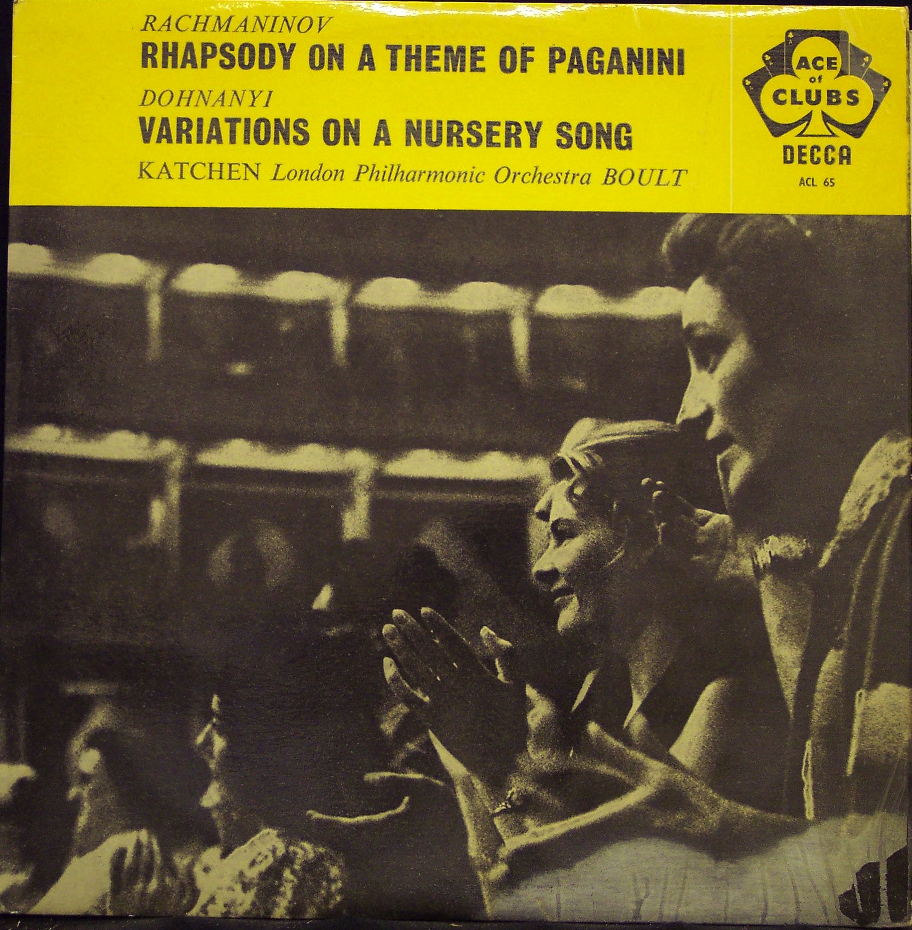 RACHMANINOV
RHAPSODY ON A THEME OF PAGANINI
DOHNANYI
VARIATIONS ON A NURSERY SONG
KATCHEN London Philharmonic Orchestra BOULT
ACE
of
CLUBS
DECCA
ACL 65